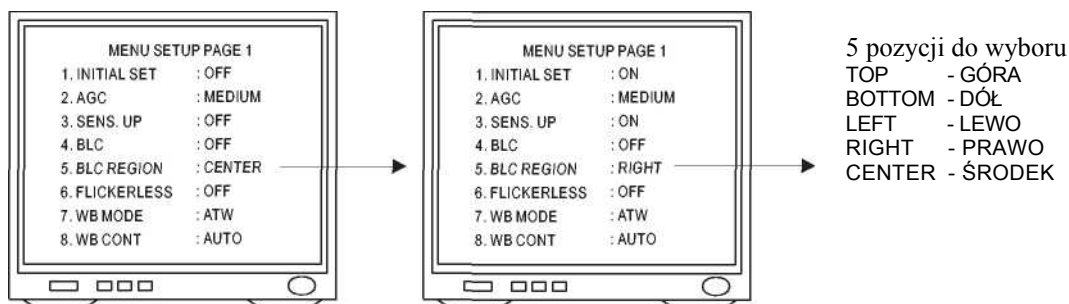 MENU SETUP PAGE 1
1. INITIAL SET : OFF
2. AGC : MEDIUM
3. SENS. UP : OFF
4. BLC : OFF
5. BLC REGION : CENTER
6. FLICKERLESS : OFF
7. WB MODE : ATW
8. WB CONT : AUTO
MENU SETUP PAGE 1
1. INITIAL SET : ON
2. AGC : MEDIUM
3. SENS. UP : ON
4. BLC : OFF
5. BLC REGION : RIGHT
6. FLICKERLESS : OFF
7. WB MODE : ATW
8. WB CONT : AUTO
5 pozycji do wyboru
TOP - GÓRA
BOTTOM - DÓŁ
LEFT - LEWO
RIGHT - PRAWO
CENTER - ŚRODEK